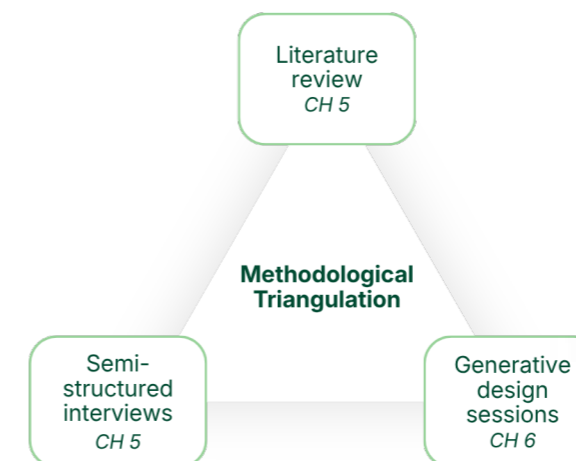 Literature
review
CH 5
Methodological
Triangulation
Semi-
structured
interviews
CH 5
Generative
design
sessions
CH 6